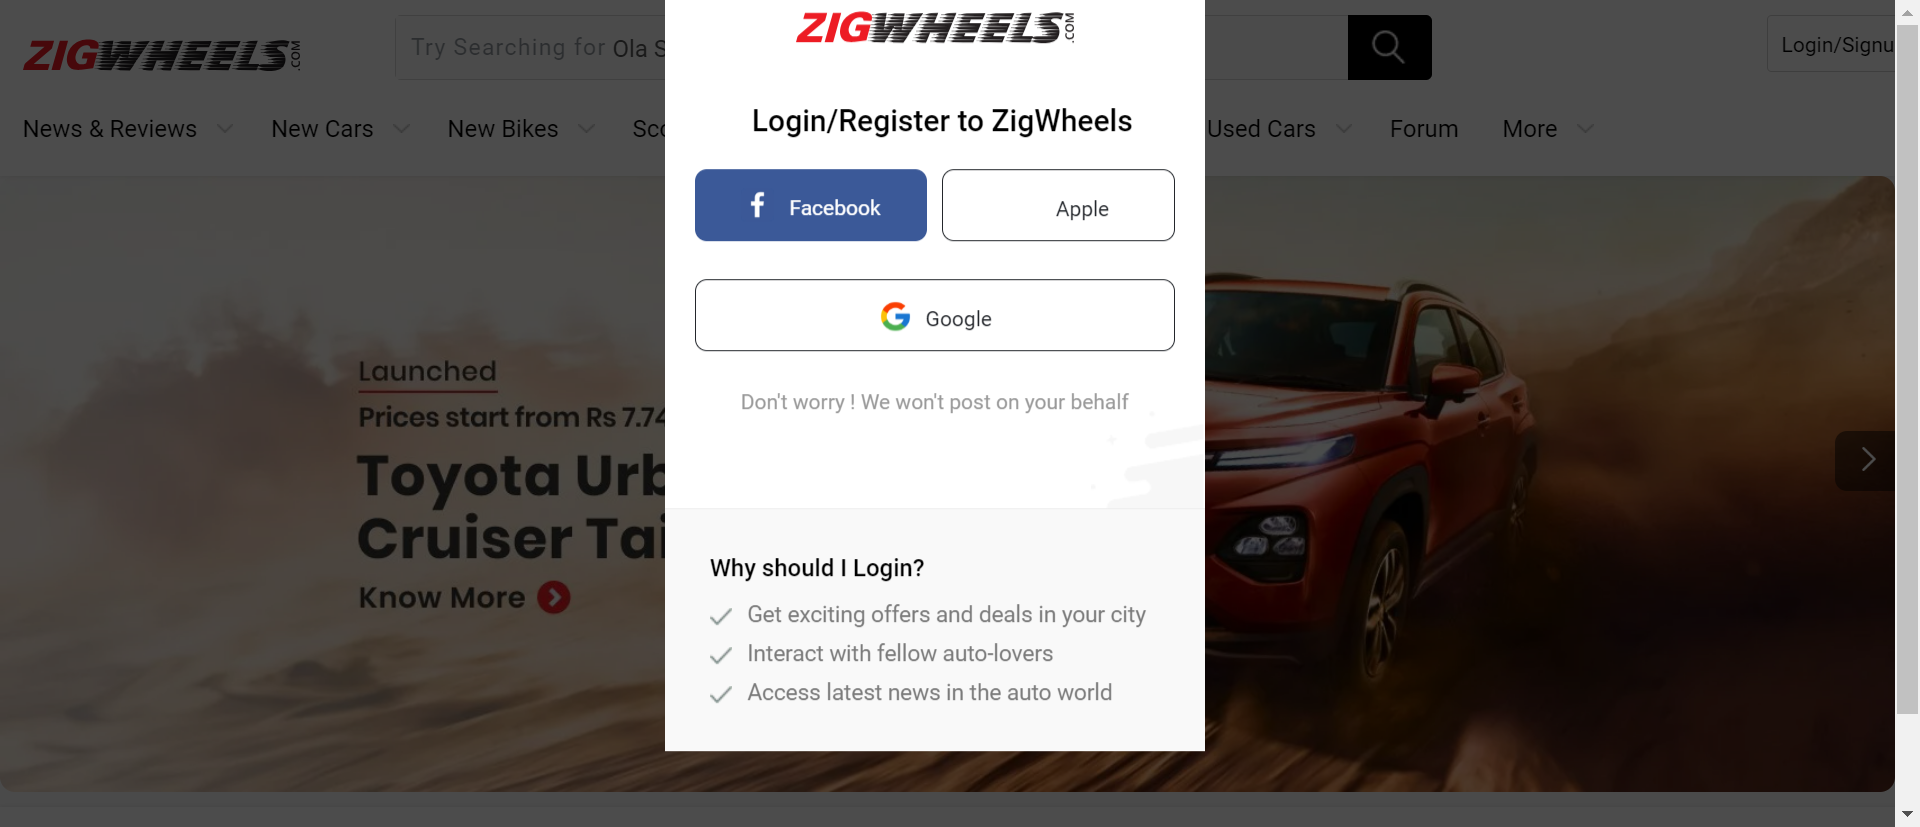 ZIGWHEELS.COM
Try Searching for Ola S
Login/Signu
News & Reviews
New Cars
New Bikes
Sco
Used Cars
Forum
More
Launched
Prices start from Rs 7.74
Toyota Urb
Cruiser Tai
Know More
ZIGWHEELS.COM
Login/Register to ZigWheels
Facebook
Apple
Google
Don't worry ! We won't post on your behalf
Why should I Login?
Get exciting offers and deals in your city
Interact with fellow auto-lovers
Access latest news in the auto world